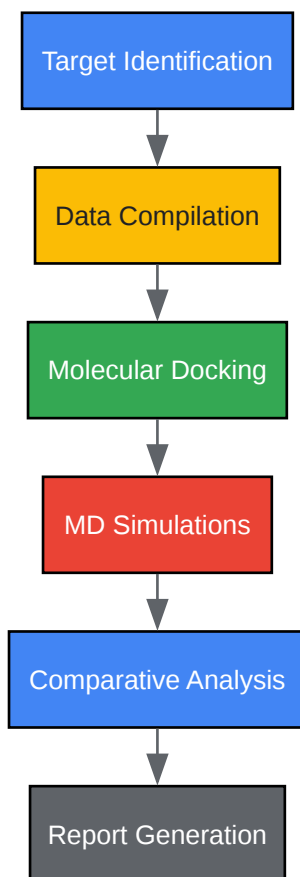 Target Identification
Data Compilation
Molecular Docking
MD Simulations
Comparative Analysis
Report Generation